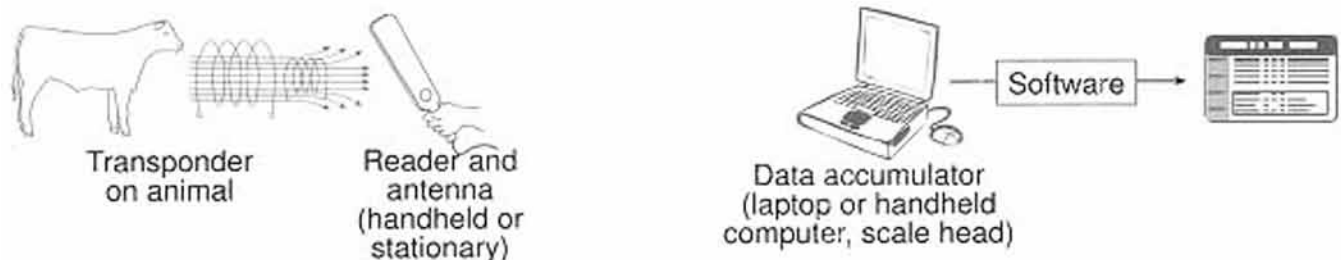 Transponder
on animal
Reader and
antenna
(handheld or
stationary)
Data accumulator
(laptop or handheld
computer, scale head)
Software